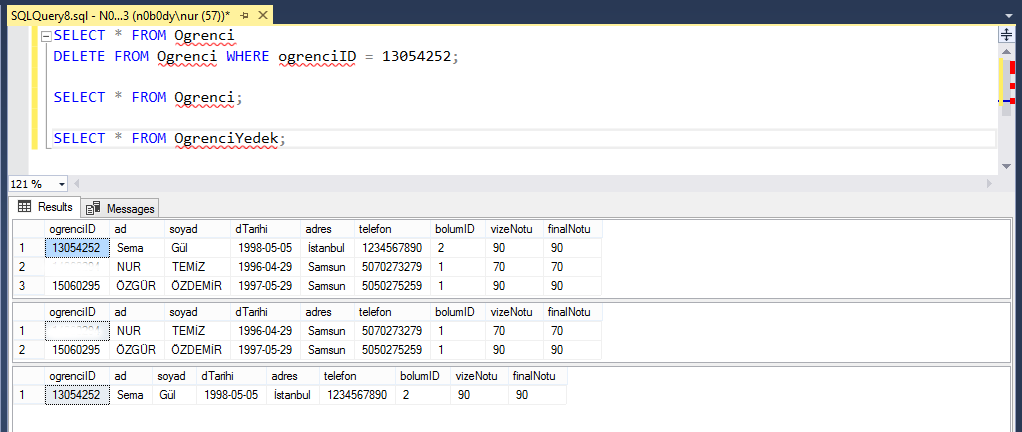 SQLQuery8.sql - N0...3 (n0b0dy\nur (57))*
SELECT * FROM Ogrenci
DELETE FROM Ogrenci WHERE ogrenciID = 13054252;
SELECT * FROM Ogrenci;
SELECT * FROM OgrenciYedek;
121 %
Results Messages
ogrenciID ad soyad dTarihi adres telefon bolumID vizeNotu finalNotu
1 13054252 Sema Gül 1998-05-05 İstanbul 1234567890 2 90 90
2 NUR TEMİZ 1996-04-29 Samsun 5070273279 1 70 70
3 15060295 ÖZGÜR ÖZDEMİR 1997-05-29 Samsun 5050275259 1 90 90
ogrenciID ad soyad dTarihi adres telefon bolumID vizeNotu finalNotu
1 NUR TEMİZ 1996-04-29 Samsun 5070273279 1 70 70
2 15060295 ÖZGÜR ÖZDEMİR 1997-05-29 Samsun 5050275259 1 90 90
ogrenciID ad soyad dTarihi adres telefon bolumID vizeNotu finalNotu
1 13054252 Sema Gül 1998-05-05 İstanbul 1234567890 2 90 90